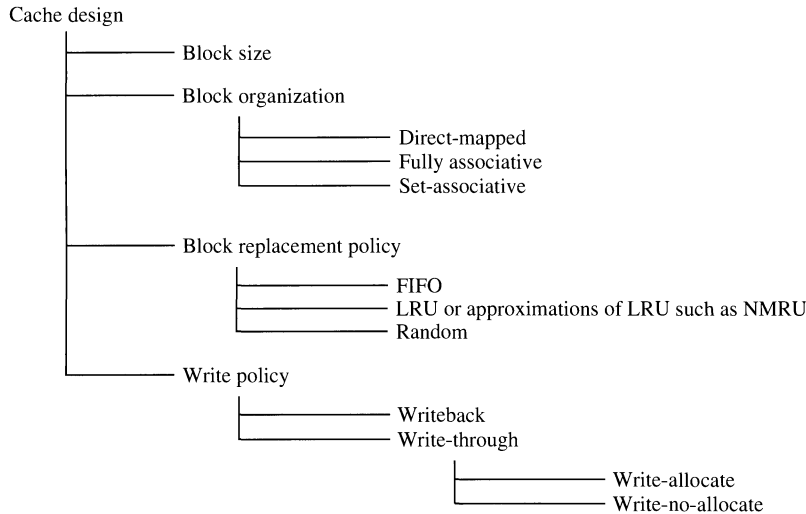 Cache design
Block size
Block organization
Direct-mapped
Fully associative
Set-associative
Block replacement policy
FIFO
LRU or approximations of LRU such as NMRU
Random
Write policy
Writeback
Write-through
Write-allocate
Write-no-allocate